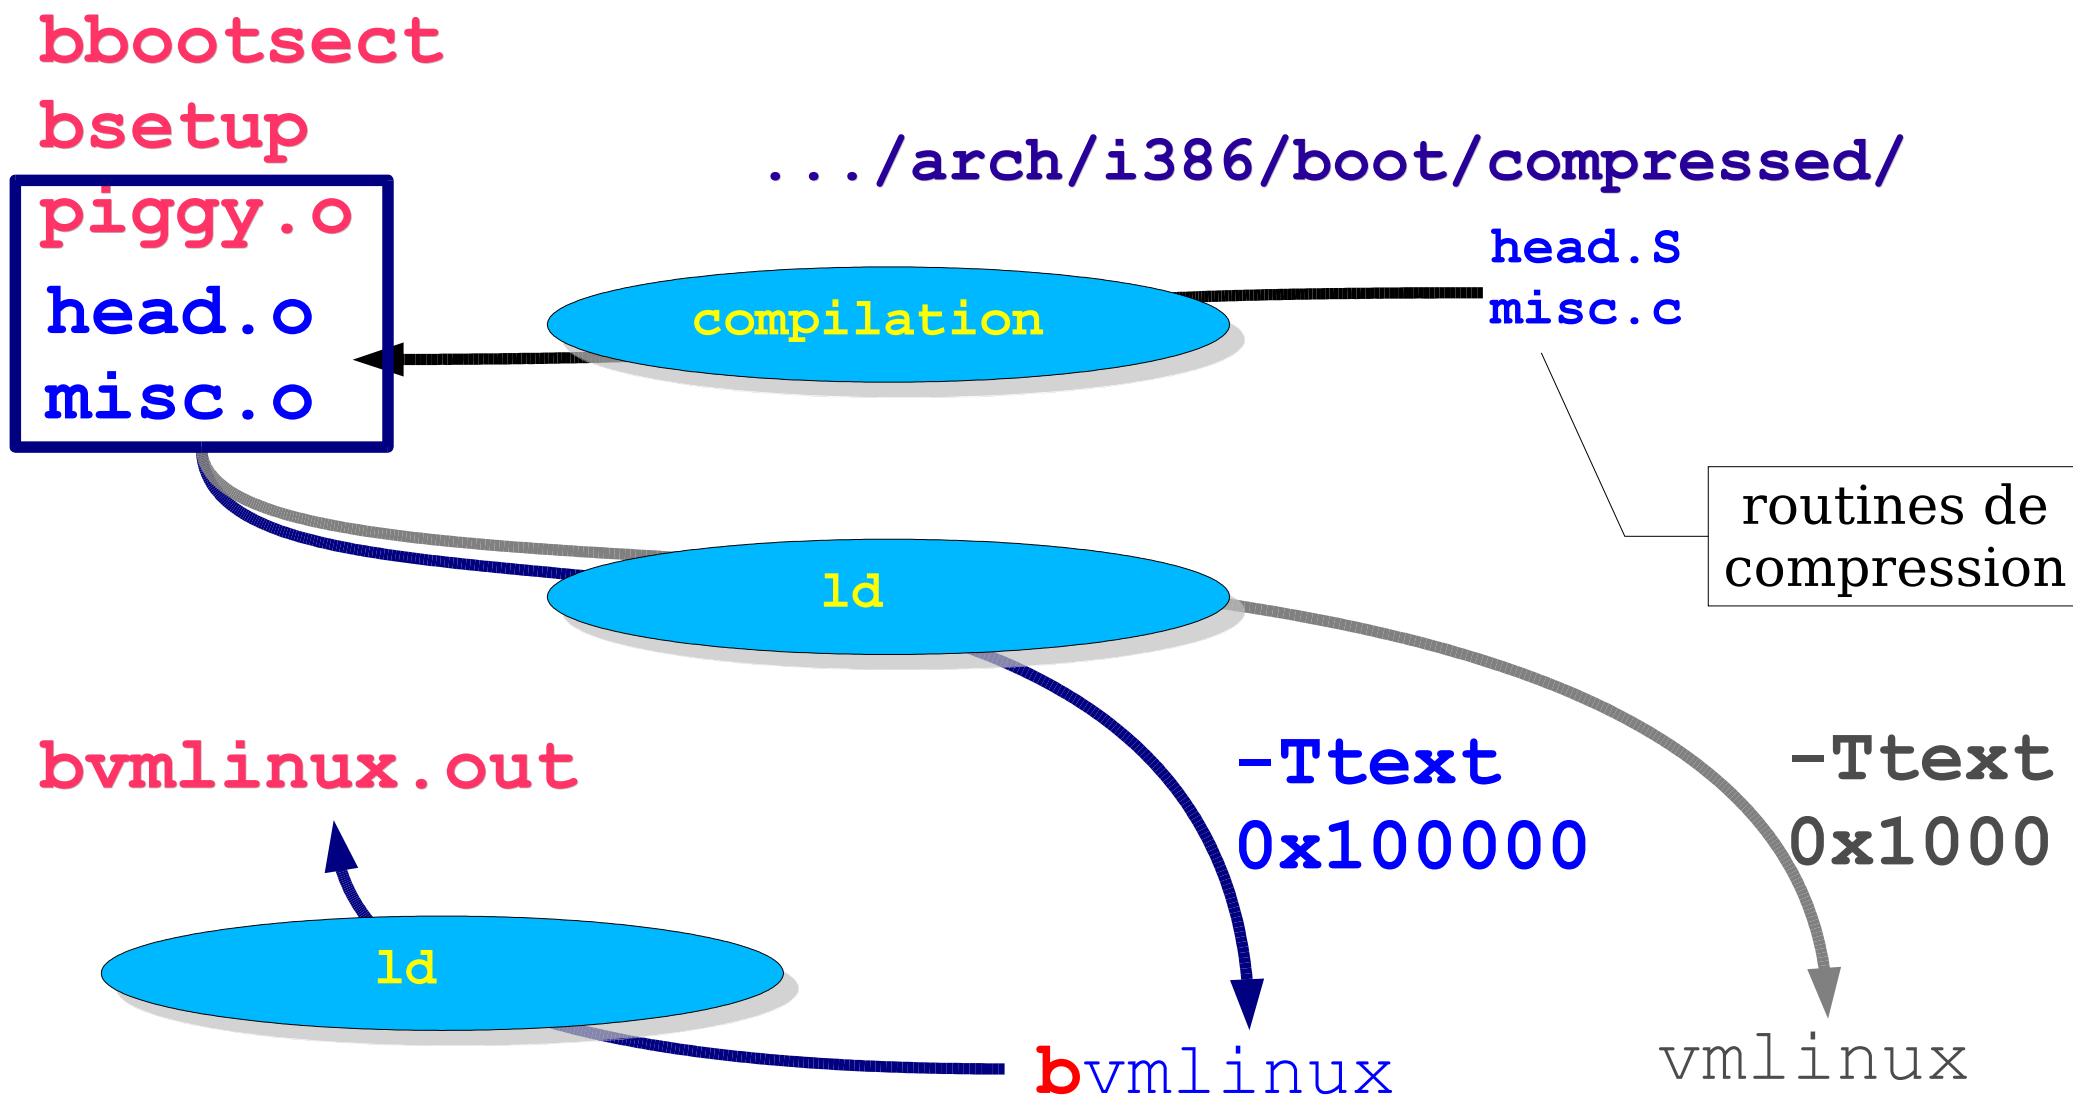 bbootsect
bsetup
piggy.o
head.o
misc.o
.../arch/i386/boot/compressed/
head.S
misc.c
compilation
routines de
compression
ld
-Ttext
0x100000
-Ttext
0x1000
bvmlinux.out
ld
bvmlinux
vmlinux